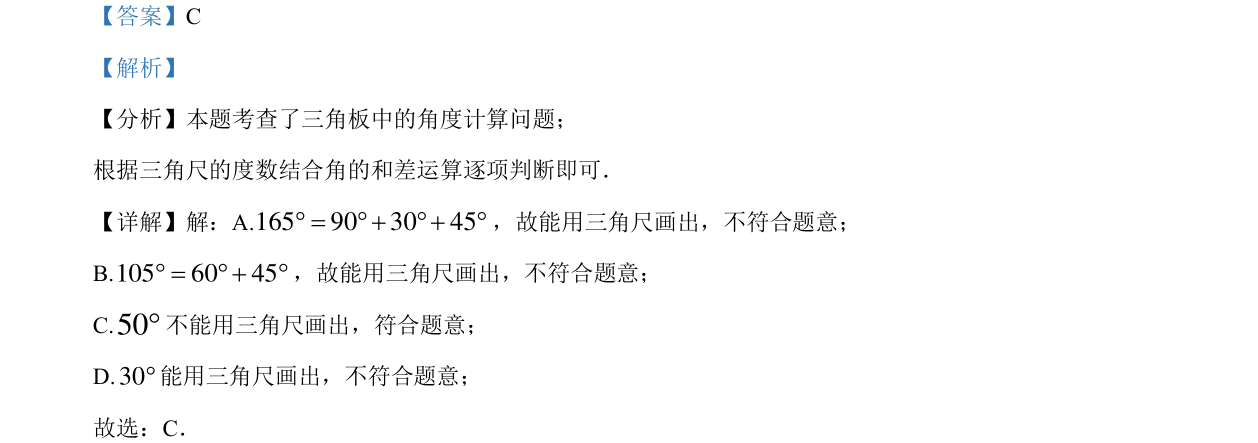 【答案】C
【解析】
【分析】本题考查了三角板中的角度计算问题；
根据三角尺的度数结合角的和差运算逐项判断即可．
【详解】解：A.165°＝90°＋30°＋45°，故能用三角尺画出，不符合题意；
B.105°＝60°＋45°，故能用三角尺画出，不符合题意；
C.50°不能用三角尺画出，符合题意；
D.30°能用三角尺画出，不符合题意；
故选：C．